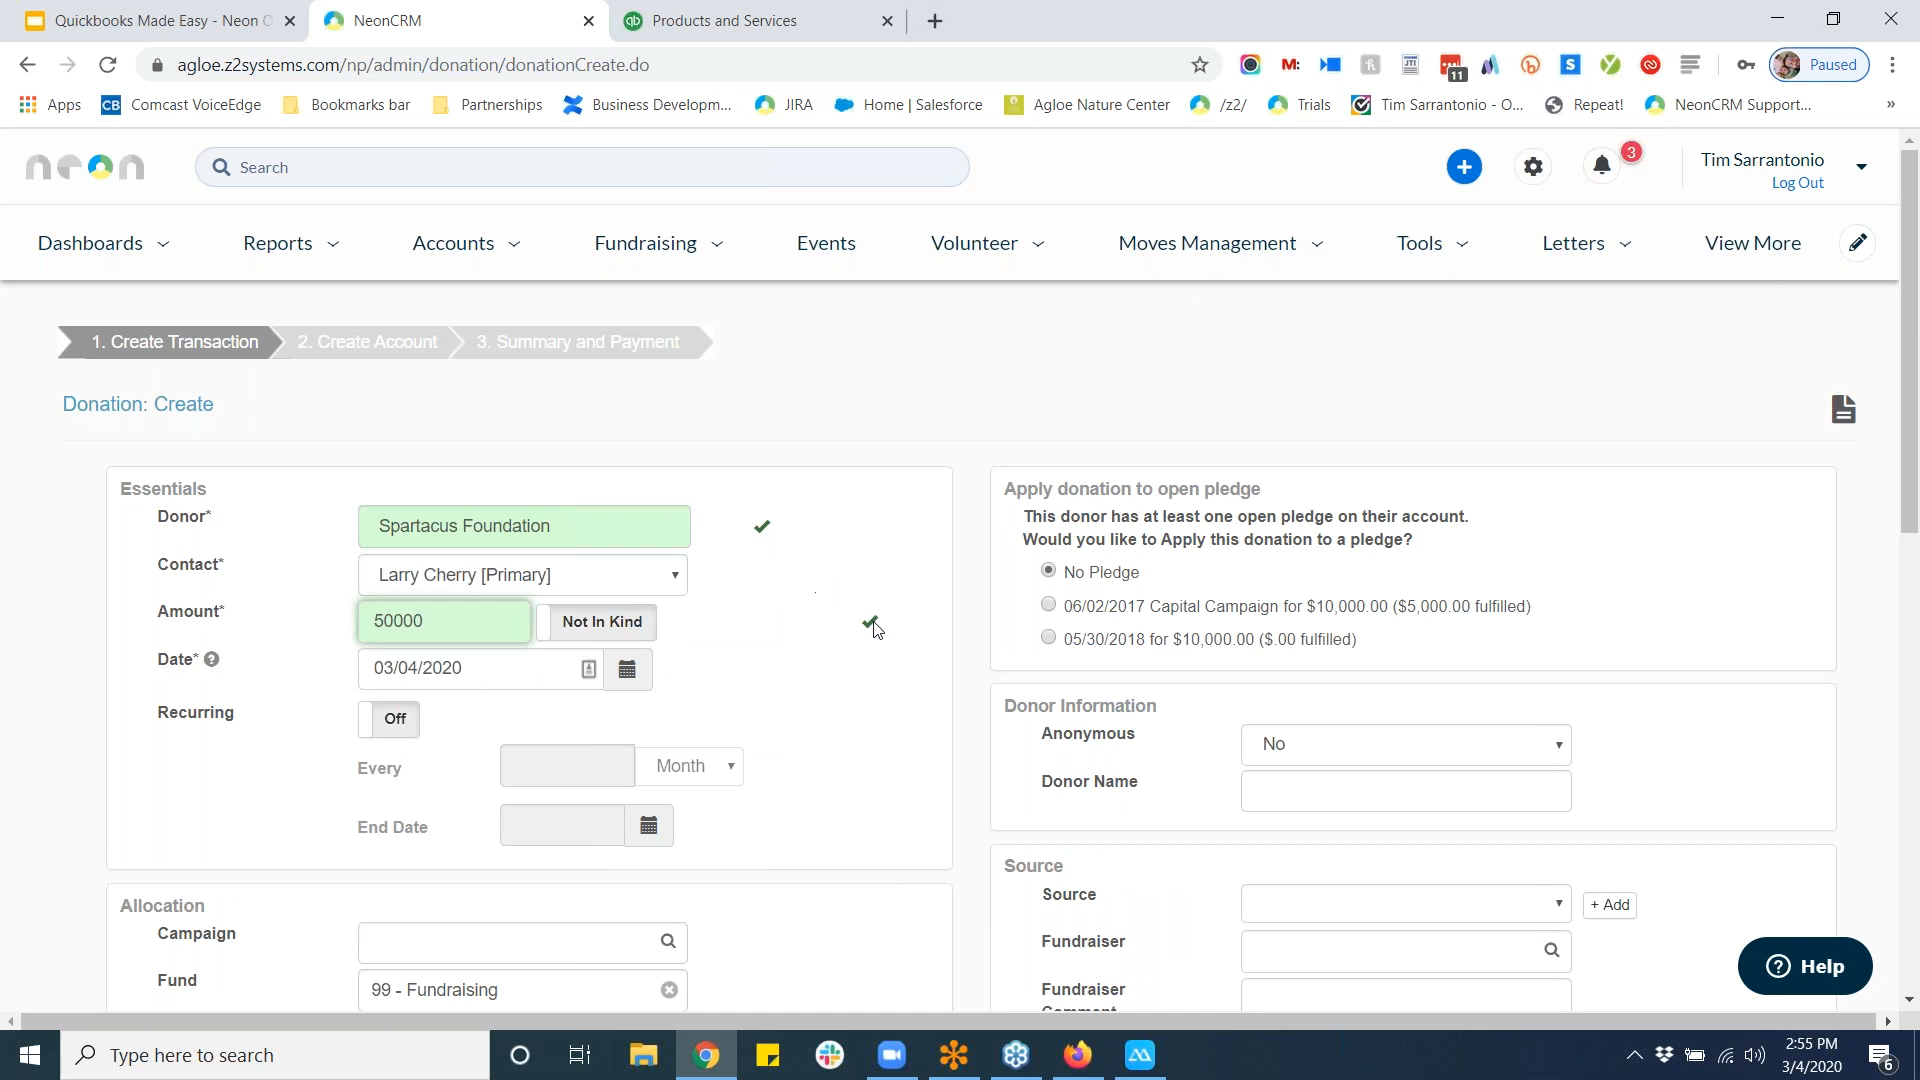 Quickbooks Made Easy - Neon
NeonCRM
Products and Services
agloe.z2systems.com/np/admin/donation/donationCreate.do
M:
JTI
11
S
Paused
Apps
CB Comcast VoiceEdge
Bookmarks bar
Partnerships
Business Developm...
JIRA
Home | Salesforce
Agloe Nature Center
/z2/
Trials
Tim Sarrantonio - O...
Repeat!
NeonCRM Support...
»
neon
Search
3
Tim Sarrantonio
Log Out
Dashboards
Reports
Accounts
Fundraising
Events
Volunteer
Moves Management
Tools
Letters
View More
1. Create Transaction
2. Create Account
3. Summary and Payment
Donation: Create
Essentials
Donor*
Spartacus Foundation
Contact*
Larry Cherry [Primary]
Amount*
50000
Not In Kind
Date*
03/04/2020
Recurring
Off
Every
Month
End Date
Allocation
Campaign
Fund
99 - Fundraising
Apply donation to open pledge
This donor has at least one open pledge on their account.
Would you like to Apply this donation to a pledge?
No Pledge
06/02/2017 Capital Campaign for $10,000.00 ($5,000.00 fulfilled)
05/30/2018 for $10,000.00 ($.00 fulfilled)
Donor Information
Anonymous
No
Donor Name
Source
Source
+ Add
Fundraiser
Fundraiser
Comment
Help
Type here to search
2:55 PM
3/4/2020
6